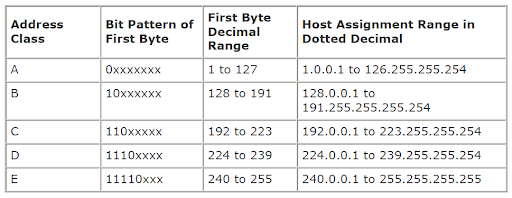 Address Class | Bit Pattern of First Byte | First Byte Decimal Range | Host Assignment Range in Dotted Decimal
A | 0xxxxxxx | 1 to 127 | 1.0.0.1 to 126.255.255.254
B | 10xxxxxx | 128 to 191 | 128.0.0.1 to 191.255.255.255.254
C | 110xxxxx | 192 to 223 | 192.0.0.1 to 223.255.255.254
D | 1110xxxx | 224 to 239 | 224.0.0.1 to 239.255.255.254
E | 11110xxx | 240 to 255 | 240.0.0.1 to 255.255.255.255